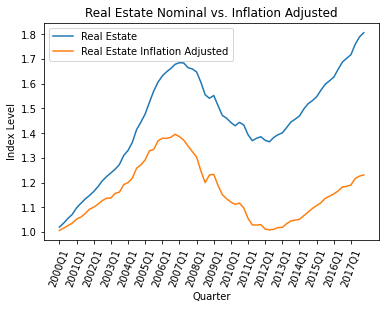 Real Estate Nominal vs. Inflation Adjusted
Real Estate
Real Estate Inflation Adjusted
Index Level
1.8
1.7
1.6
1.5
1.4
1.3
1.2
1.1
1.0
2000Q1
2001Q1
2002Q1
2003Q1
2004Q1
2005Q1
2006Q1
2007Q1
2008Q1
2009Q1
2010Q1
2011Q1
2012Q1
2013Q1
2014Q1
2015Q1
2016Q1
2017Q1
Quarter